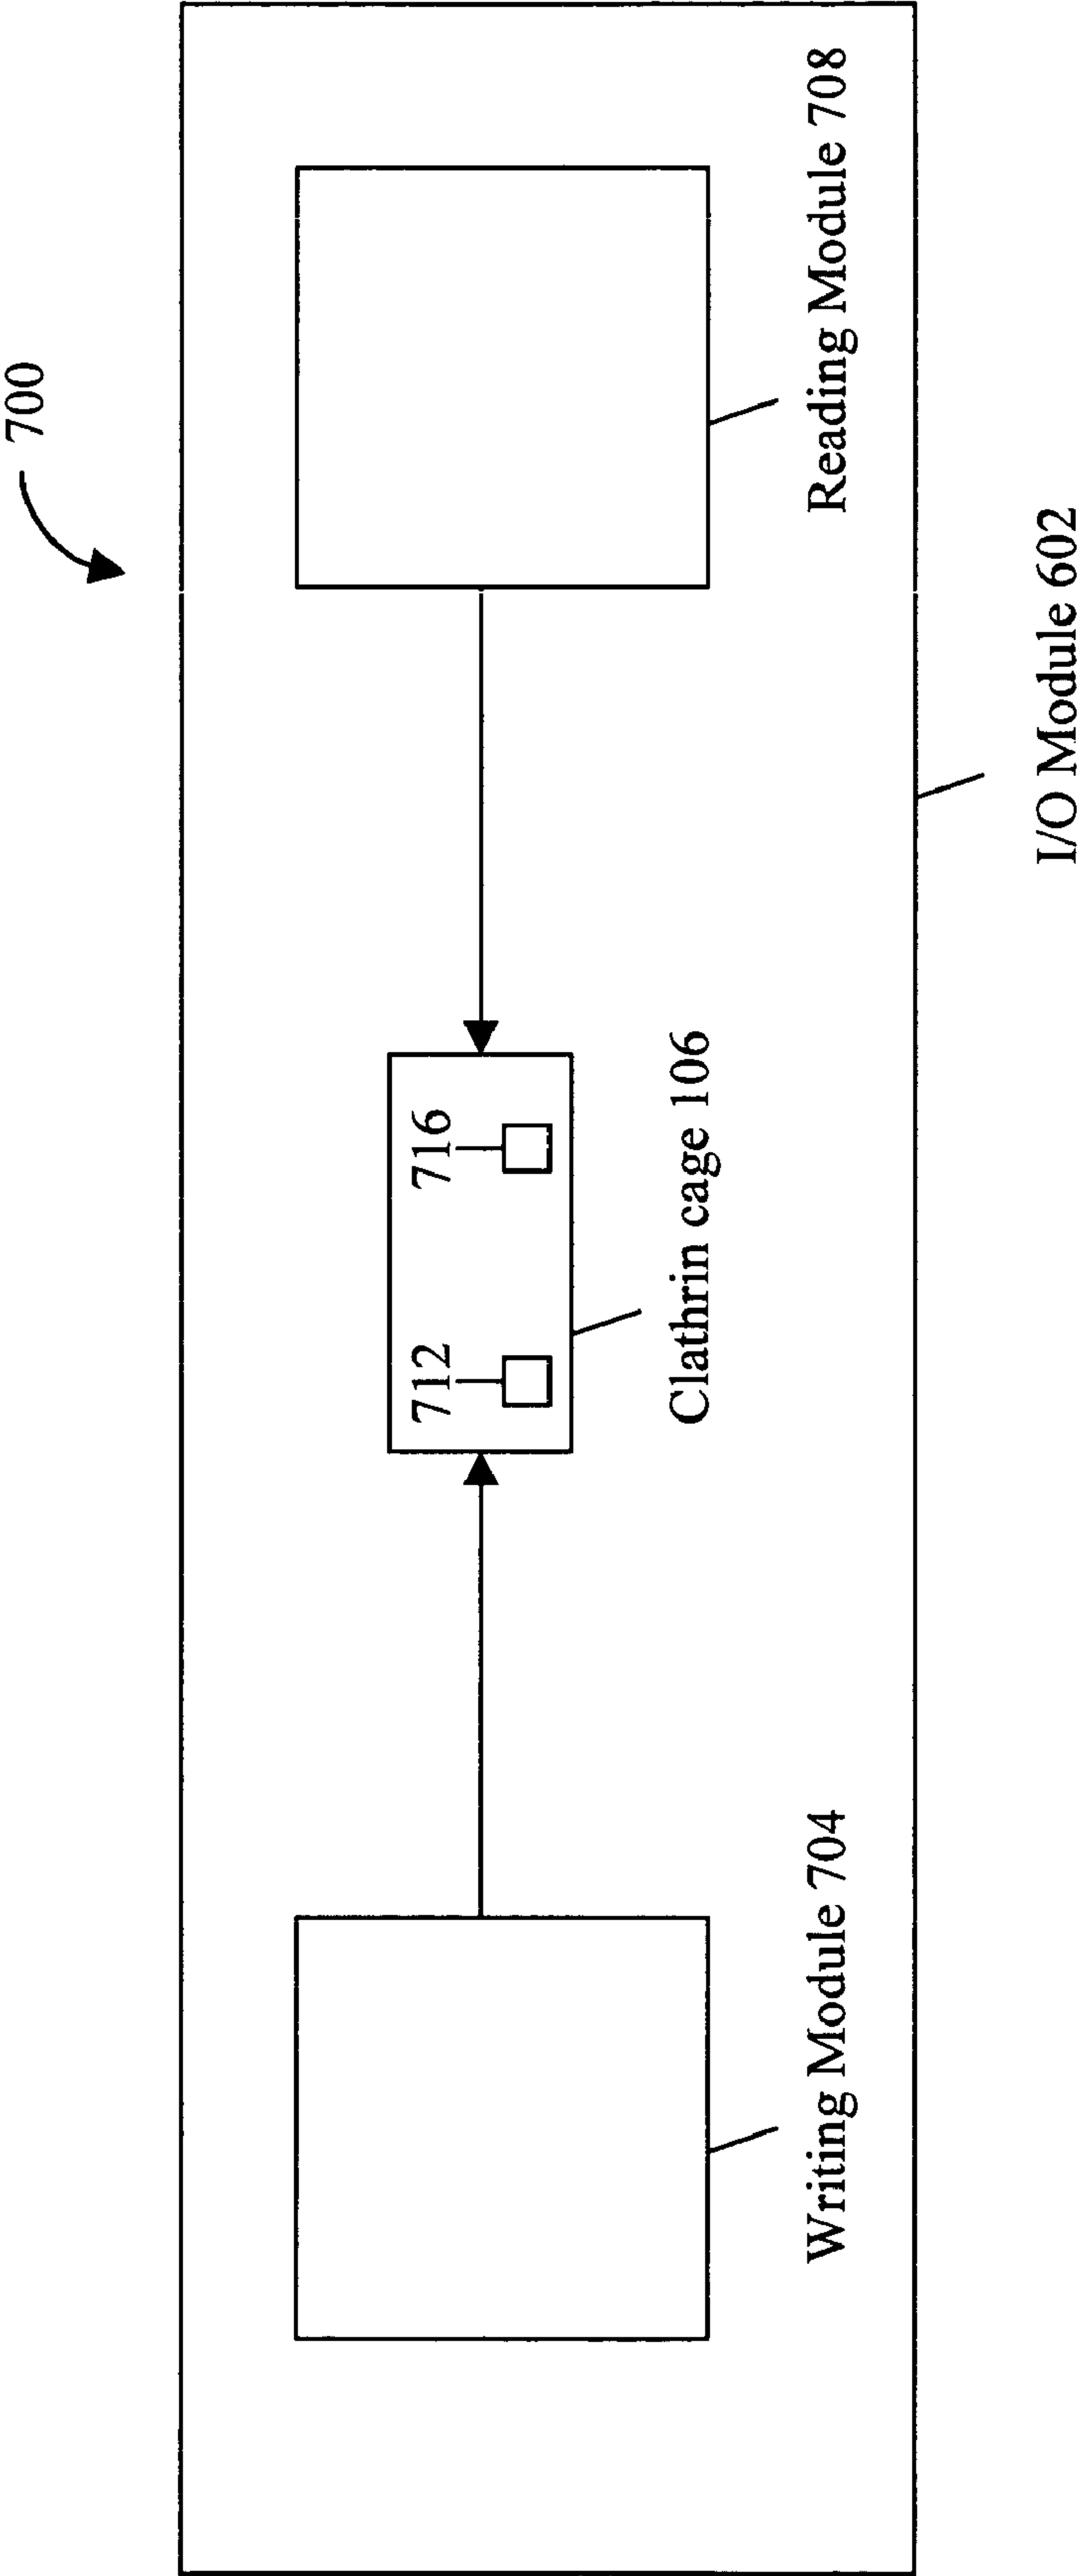 700
712
716
Clathrin cage 106
Writing Module 704
Reading Module 708
I/O Module 602